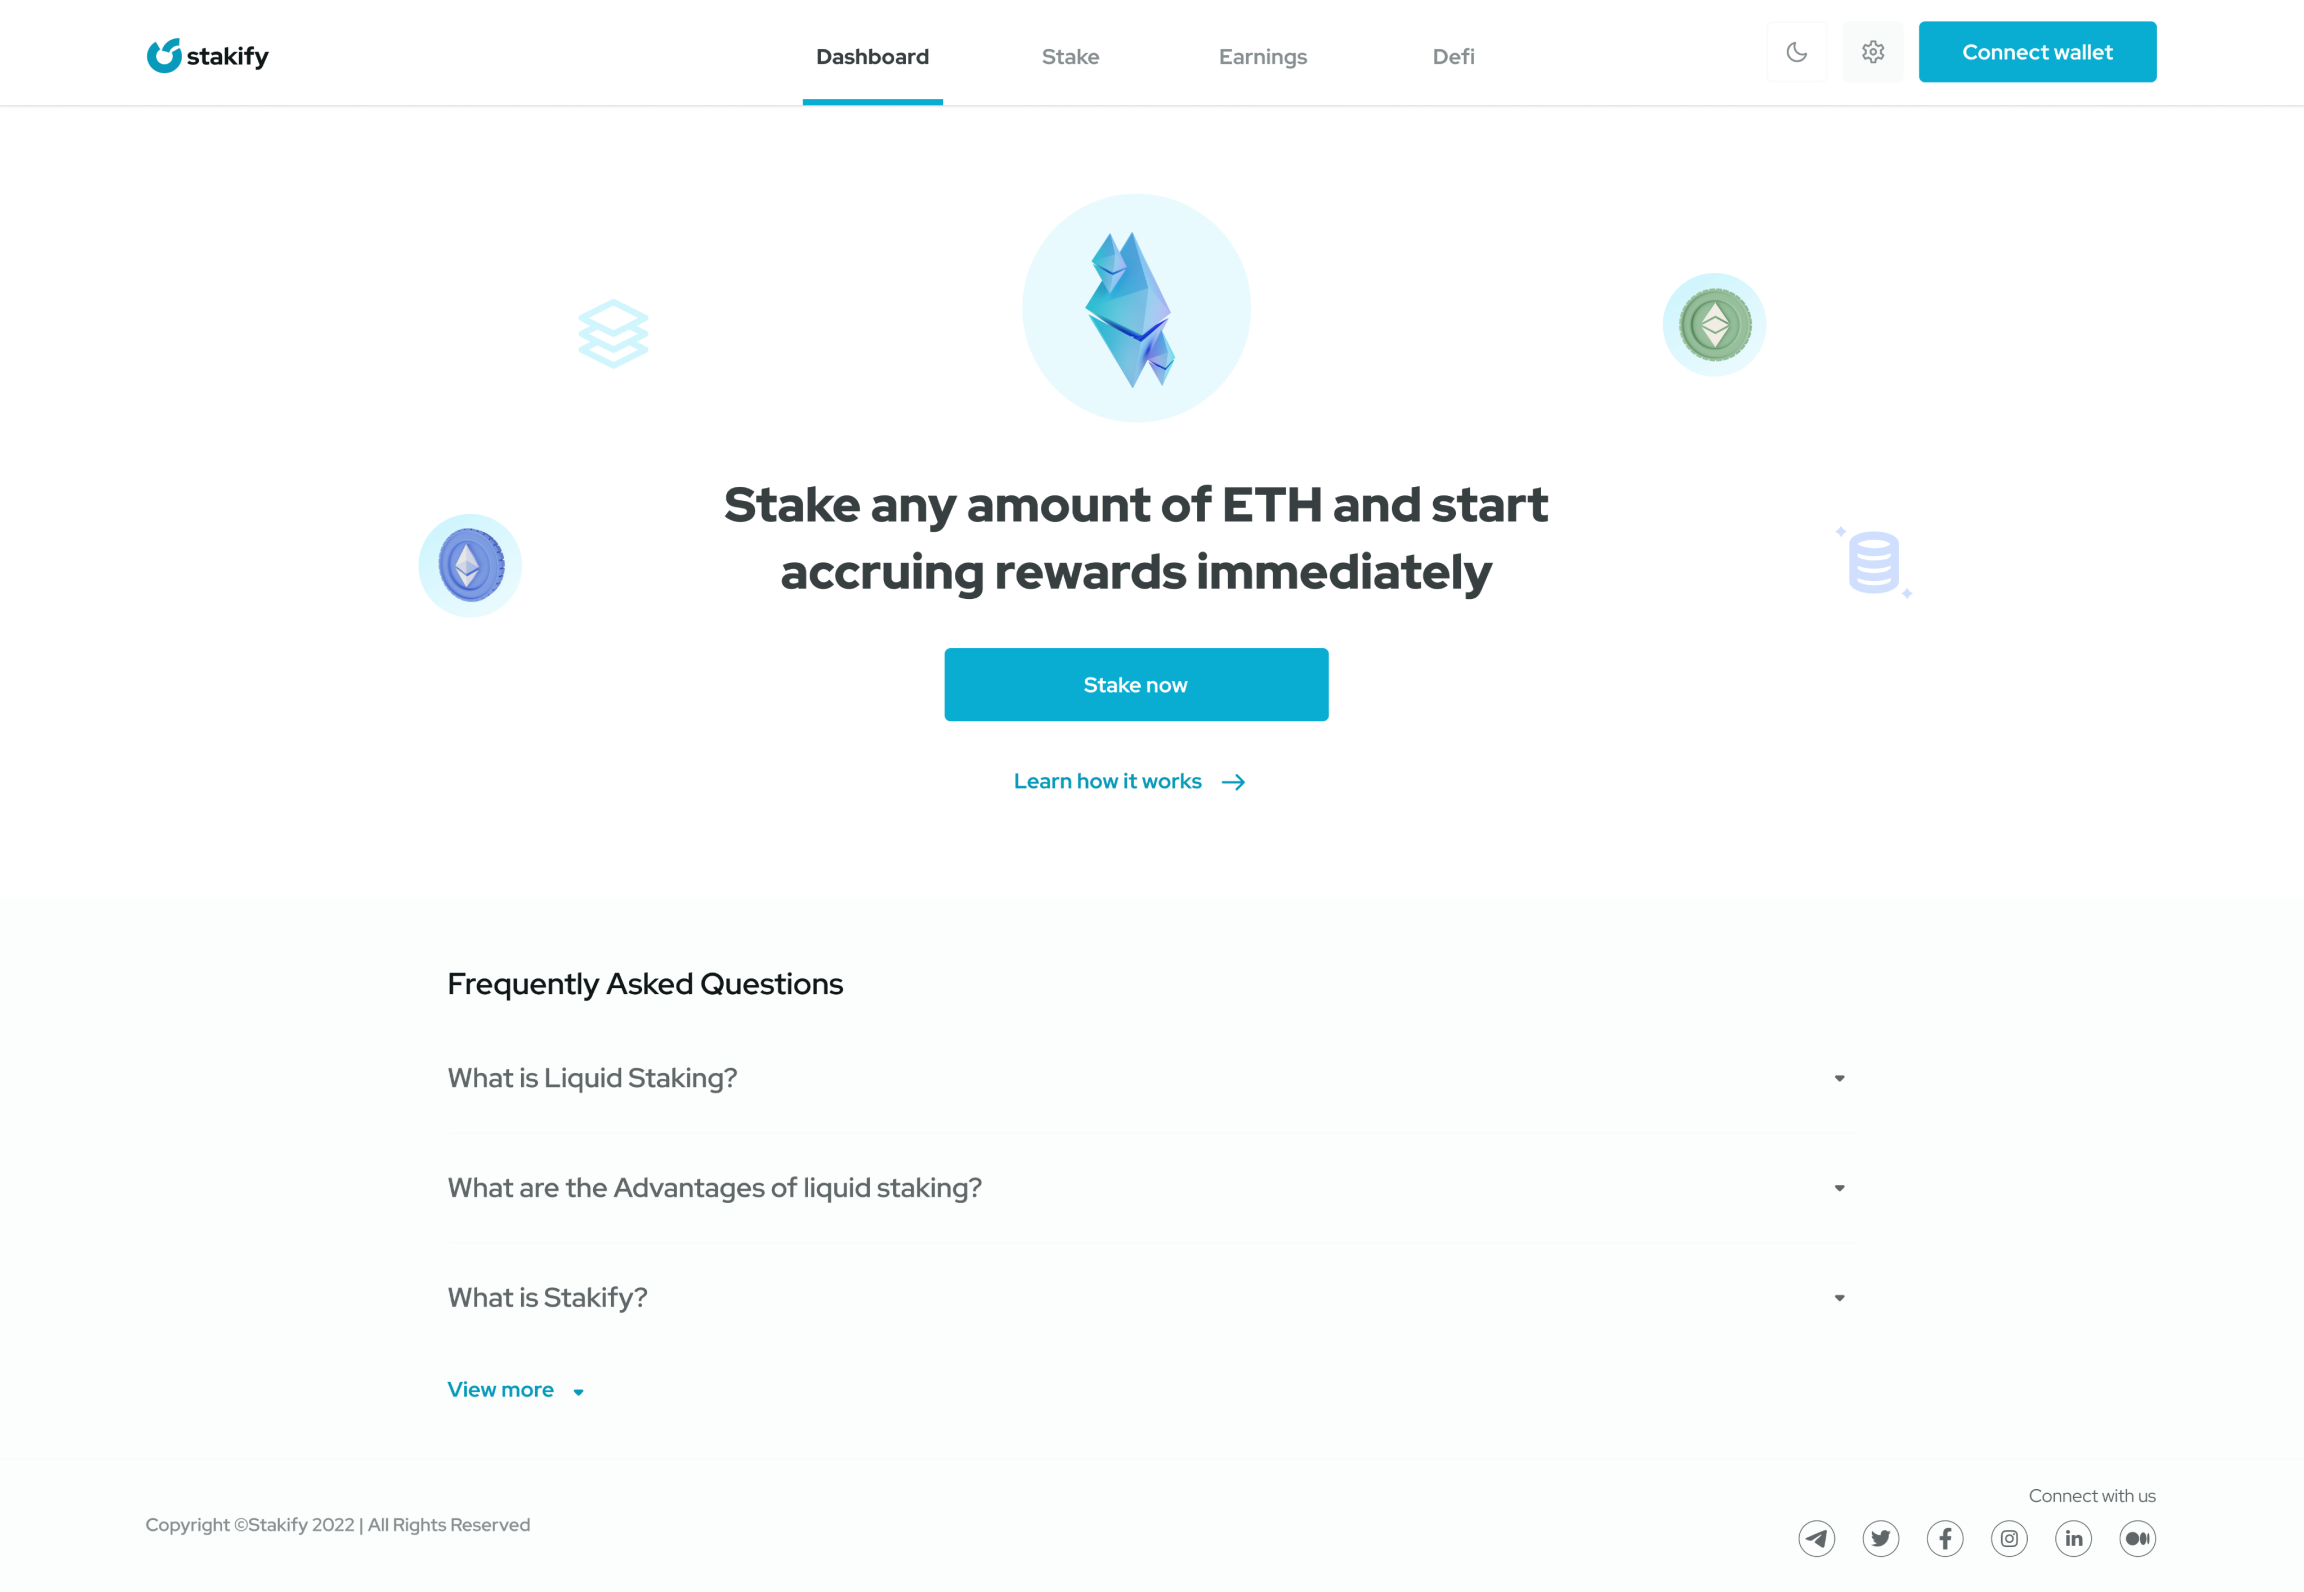 stakify
Dashboard
Stake
Earnings
Defi
Connect wallet
Stake any amount of ETH and start
accruing rewards immediately
Stake now
Learn how it works
Frequently Asked Questions
What is Liquid Staking?
What are the Advantages of liquid staking?
What is Stakify?
View more
Connect with us
Copyright ©Stakify 2022 | All Rights Reserved